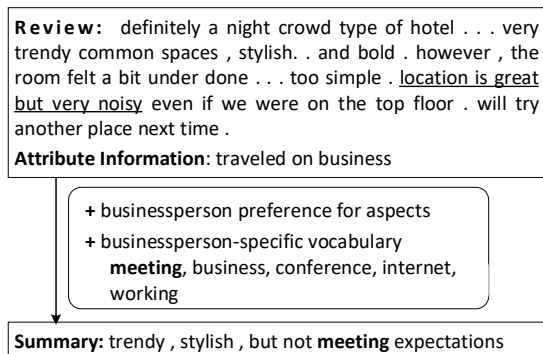 Review: definitely a night crowd type of hotel . . . very
trendy common spaces , stylish. . and bold . however , the
room felt a bit under done . . . too simple . location is great
but very noisy even if we were on the top floor . will try
another place next time .
Attribute Information: traveled on business
+ businessperson preference for aspects
+ businessperson-specific vocabulary
meeting, business, conference, internet,
working
Summary: trendy , stylish , but not meeting expectations